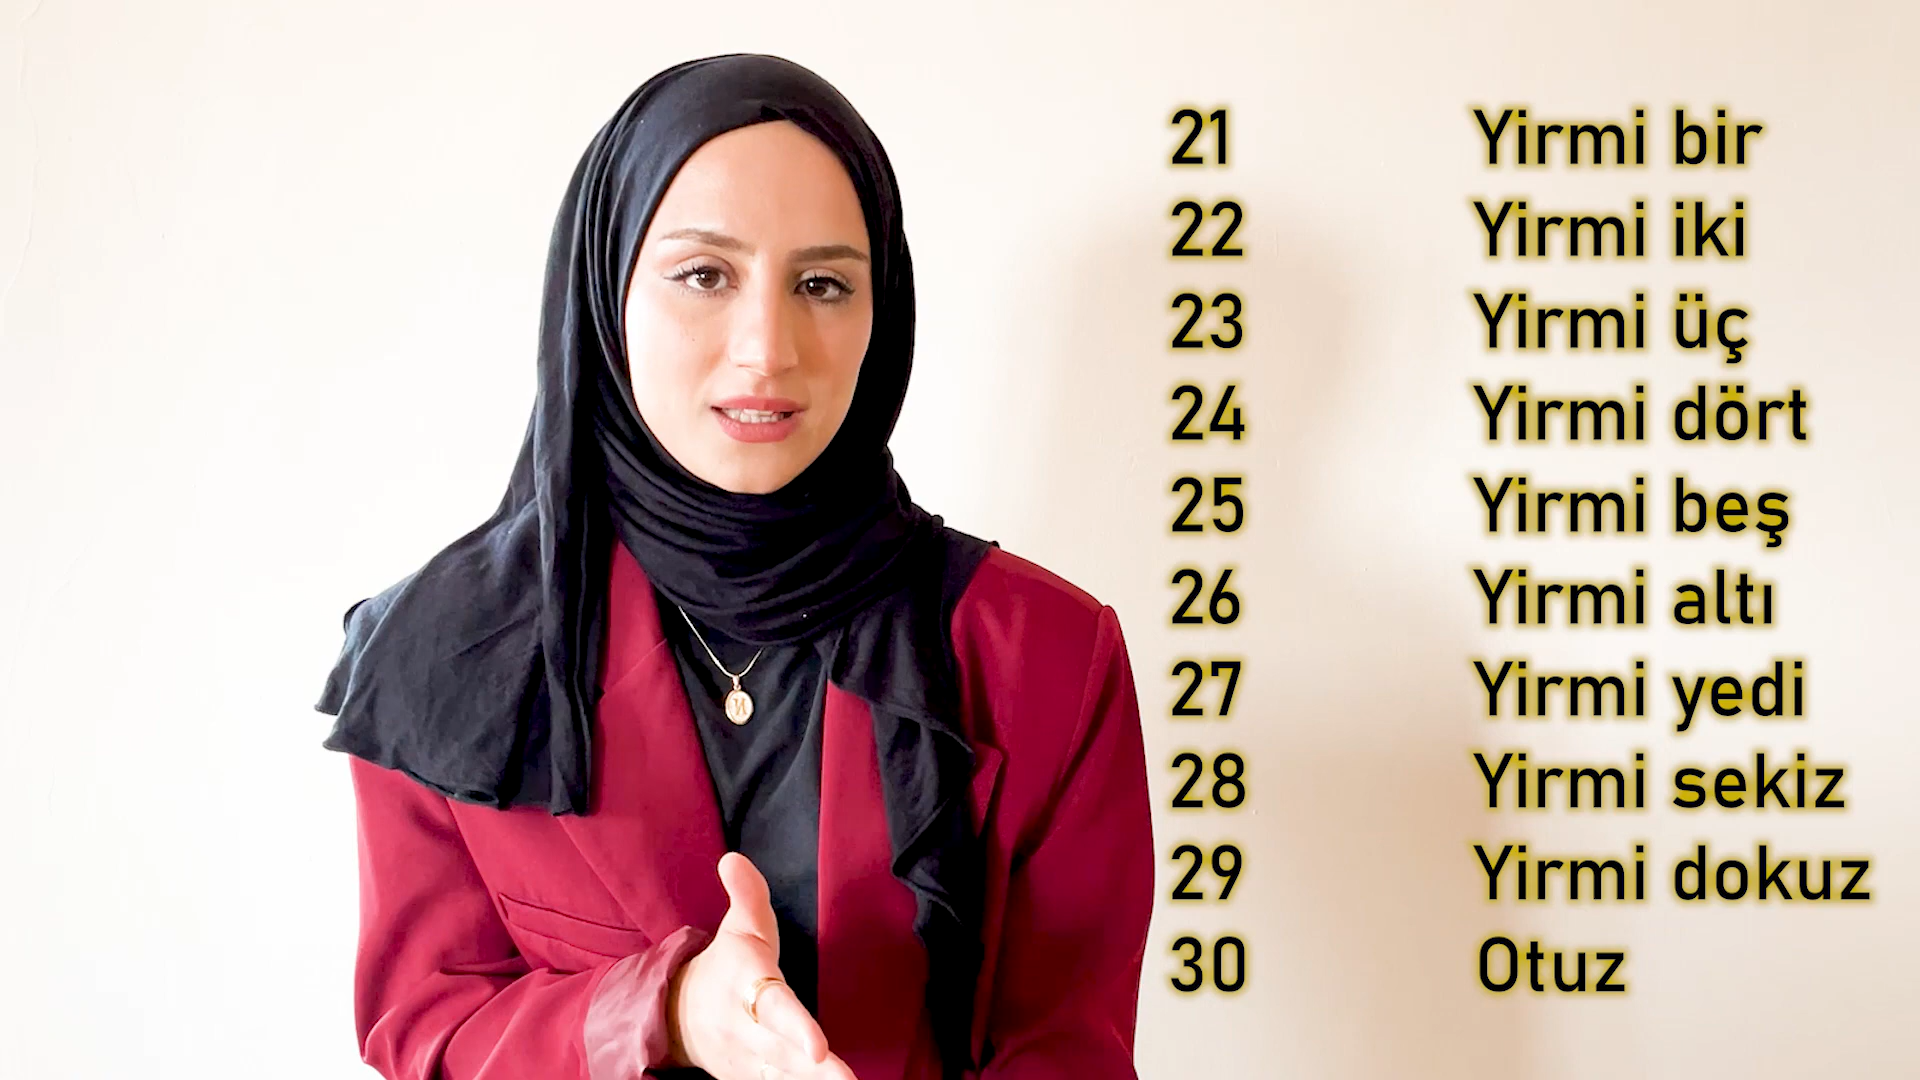 21 Yirmi bir
22 Yirmi iki
23 Yirmi üç
24 Yirmi dört
25 Yirmi beş
26 Yirmi altı
27 Yirmi yedi
28 Yirmi sekiz
29 Yirmi dokuz
30 Otuz